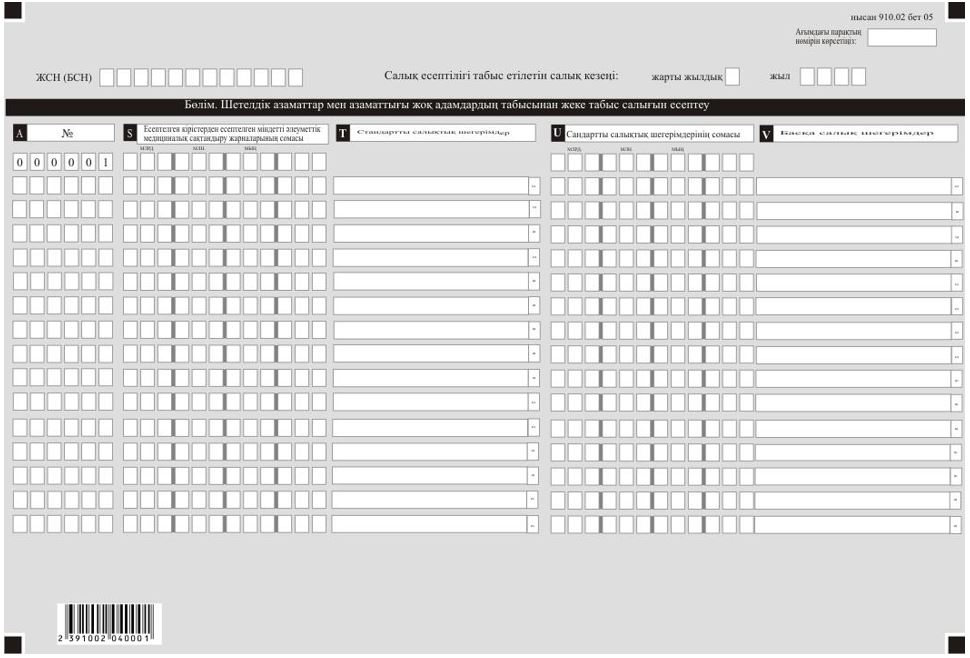 нысан 910.02 бет 05
Ағымдағы парақтың
нөмірін көрсетіңіз:
ЖСН (БСН)
Салық есептілігі табыс етілетін салық кезеңі:
жарты жылдық
жыл
Бөлім. Шетелдік азаматтар мен азаматтығы жоқ адамдардың табысынан жеке табыс салығын есептеу
A №
S Есептелген кірістерден есептелген міндетті әлеуметтік
медициналық сақтандыру жарналарының сомасы
T Стандартты салықтық шегерімдер
U Сандартты салықтық шегерімдерінің сомасы
V Басқа салық шегерімдер
млрд. млн. мың
млрд. млн. мың
0 0 0 0 0 1
2 391002 040001